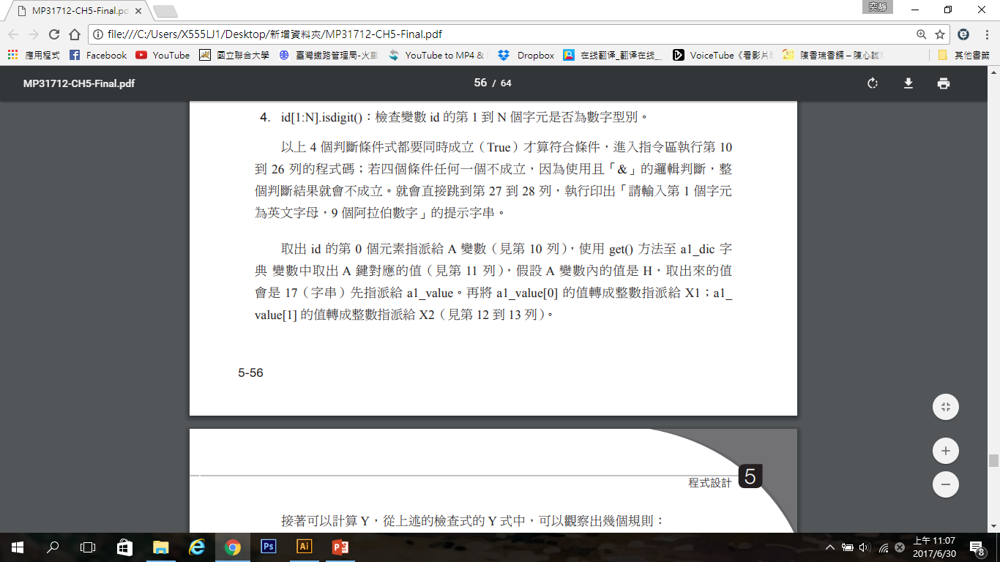 MP31712-CH5-Final.pd
奕靜
file:///C:/Users/X555LJ1/Desktop/新增資料夾/MP31712-CH5-Final.pdf
應用程式 Facebook YouTube 國立聯合大學 臺灣鐵路管理局-火車 YouTube to MP4 & Dropbox 在线翻译_翻译在线_ VoiceTube《看影片 陳香瑞香舖 – 陳心誠 其他書籤
MP31712-CH5-Final.pdf 56 / 64
4. id[1:N].isdigit()：檢查變數 id 的第 1 到 N 個字元是否為數字型別。
以上 4 個判斷條件式都要同時成立（True）才算符合條件，進入指令區執行第 10
到 26 列的程式碼；若四個條件任何一個不成立，因為使用且「&」的邏輯判斷，整
個判斷結果就會不成立。就會直接跳到第 27 到 28 列，執行印出「請輸入第 1 個字元
為英文字母，9 個阿拉伯數字」的提示字串。
取出 id 的第 0 個元素指派給 A 變數（見第 10 列），使用 get() 方法至 a1_dic 字
典 變數中取出 A 鍵對應的值（見第 11 列），假設 A 變數內的值是 H，取出來的值
會是 17（字串）先指派給 a1_value。再將 a1_value[0] 的值轉成整數指派給 X1；a1_
value[1] 的值轉成整數指派給 X2（見第 12 到 13 列）。
5-56
程式設計 5
接著可以計算 Y，從上述的檢查式的 Y 式中，可以觀察出幾個規則：
Ps Ai P
上午 11:07
2017/6/30
8